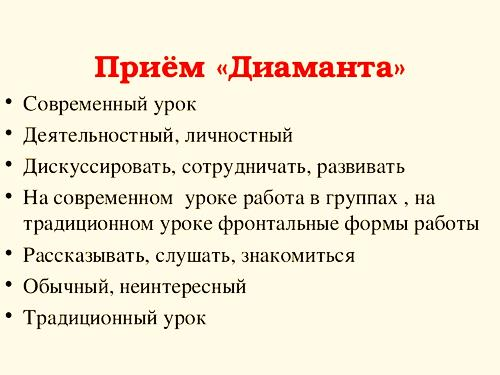 Приём «Диаманта»
• Современный урок
• Деятельностный, личностный
• Дискуссировать, сотрудничать, развивать
• На современном  уроке работа в группах , на
традиционном уроке фронтальные формы работы
• Рассказывать, слушать, знакомиться
• Обычный, неинтересный
• Традиционный урок